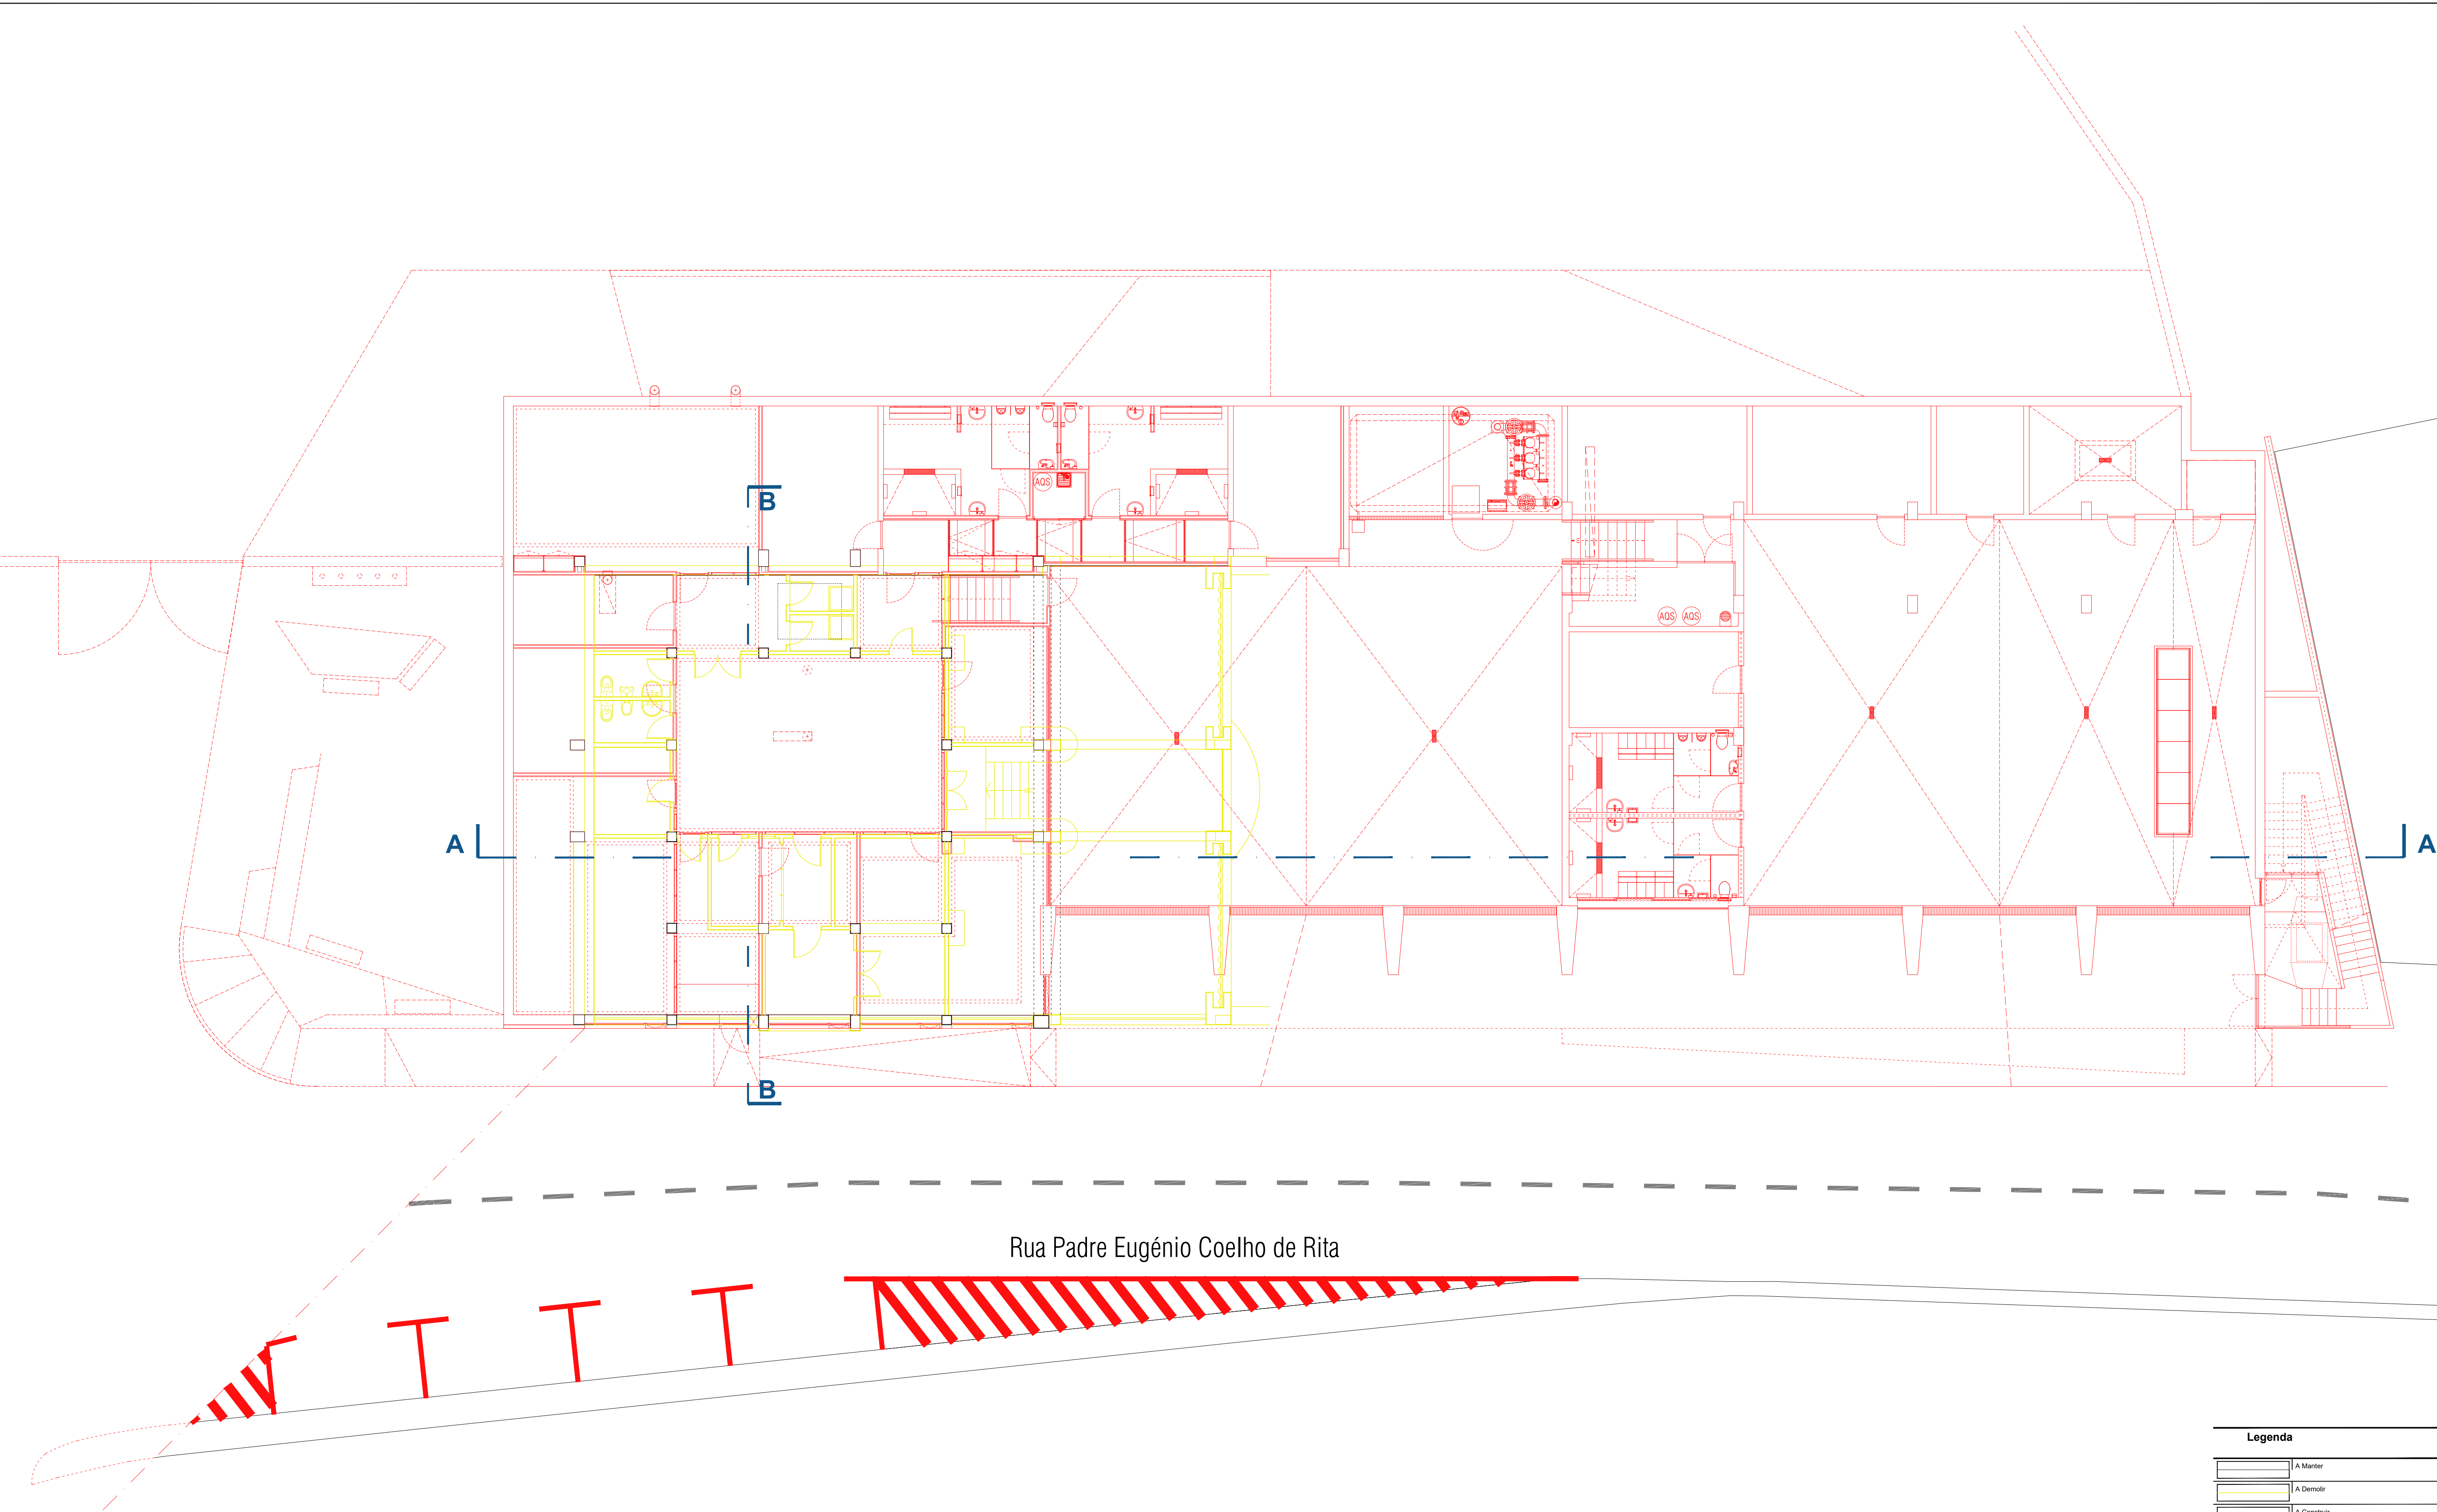 B
AQS
AQS AQS
A
A
B
Rua Padre Eugénio Coelho de Rita
Legenda
A Manter
A Demolir